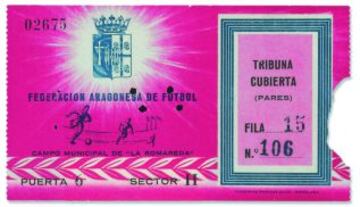 02675
FEDERACION ARAGONESA DE FUTBOL
CAMPO MUNICIPAL DE "LA ROMAREDA"
PUERTA 6 SECTOR H
TRIBUNA
CUBIERTA
(PARES)
FILA 15
N.º 106